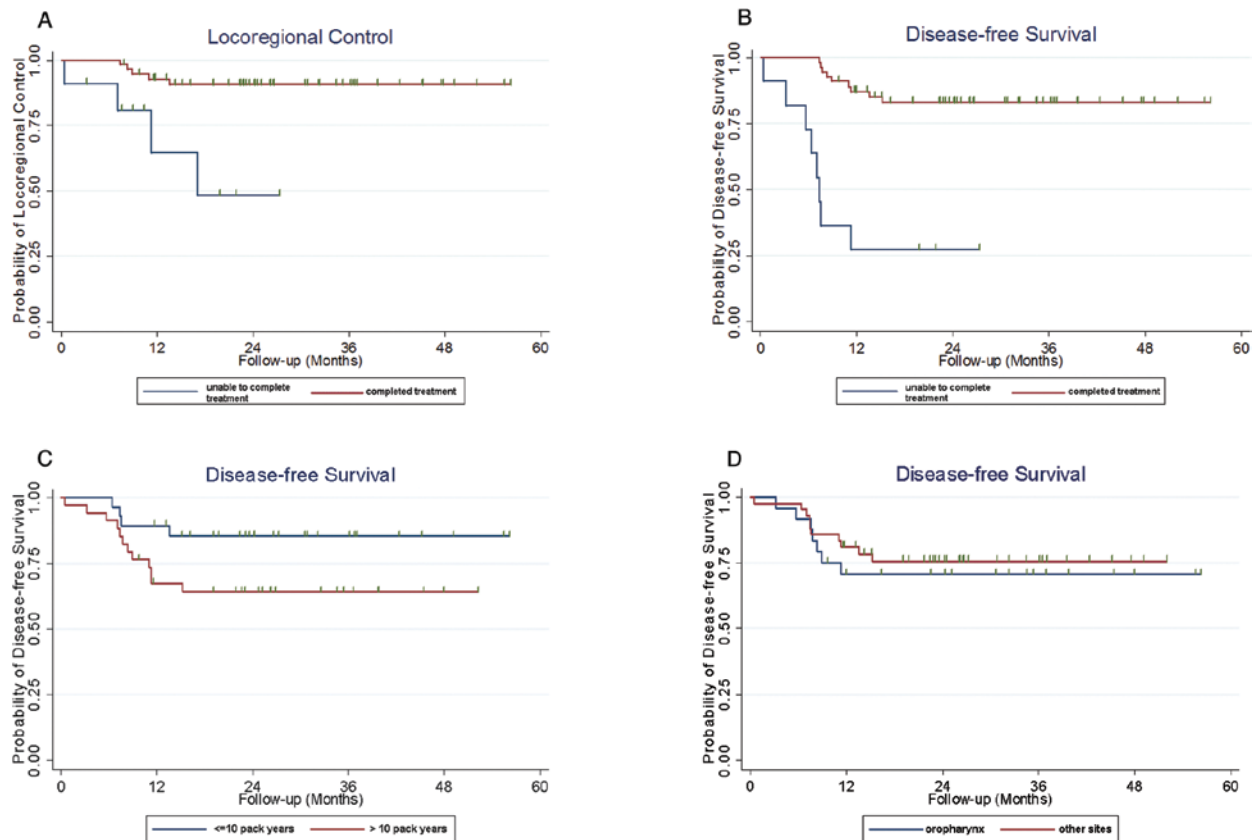 A
Locoregional Control
Probability of Locoregional Control
1.00
0.75
0.50
0.25
0.00
0 12 24 36 48 60
Follow-up (Months)
unable to complete treatment
completed treatment
B
Disease-free Survival
Probability of Disease-free Survival
1.00
0.75
0.50
0.25
0.00
0 12 24 36 48 60
Follow-up (Months)
unable to complete treatment
completed treatment
C
Disease-free Survival
Probability of Disease-free Survival
1.00
0.75
0.50
0.25
0.00
0 12 24 36 48 60
Follow-up (Months)
<=10 pack years
> 10 pack years
D
Disease-free Survival
Probability of Disease-free Survival
1.00
0.75
0.50
0.25
0.00
0 12 24 36 48 60
Follow-up (Months)
oropharynx
other sites